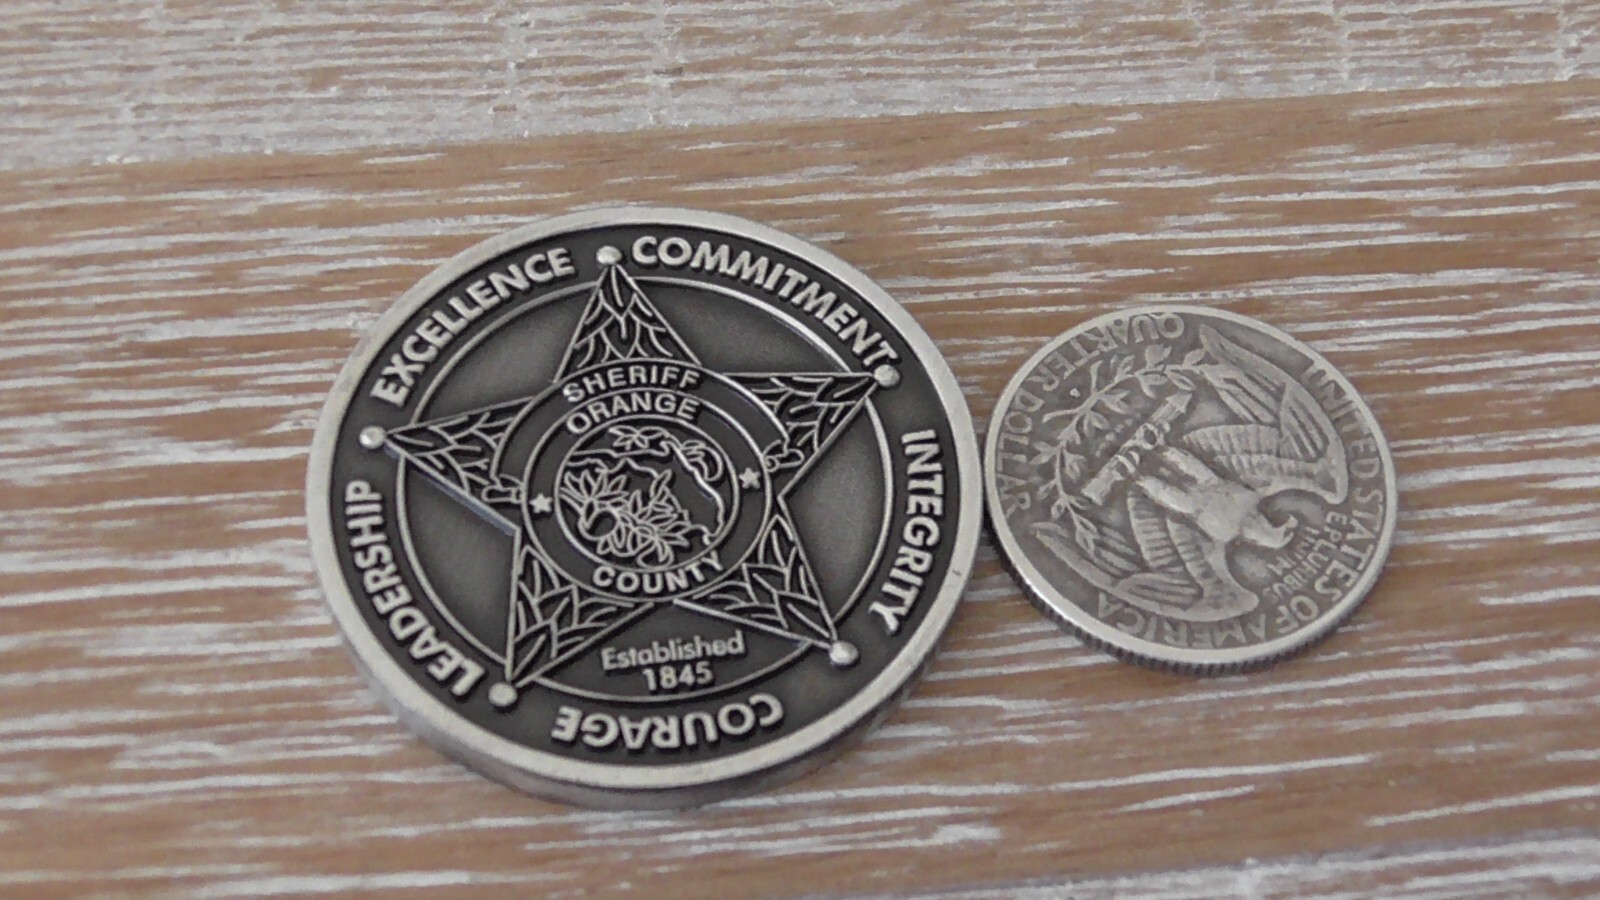 EXCELLENCE
COMMITMENT
INTEGRITY
COURAGE
LEADERSHIP
SHERIFF
ORANGE
COUNTY
Established
1845
UNITED STATES OF AMERICA
E PLURIBUS
UNUM
QUARTER DOLLAR